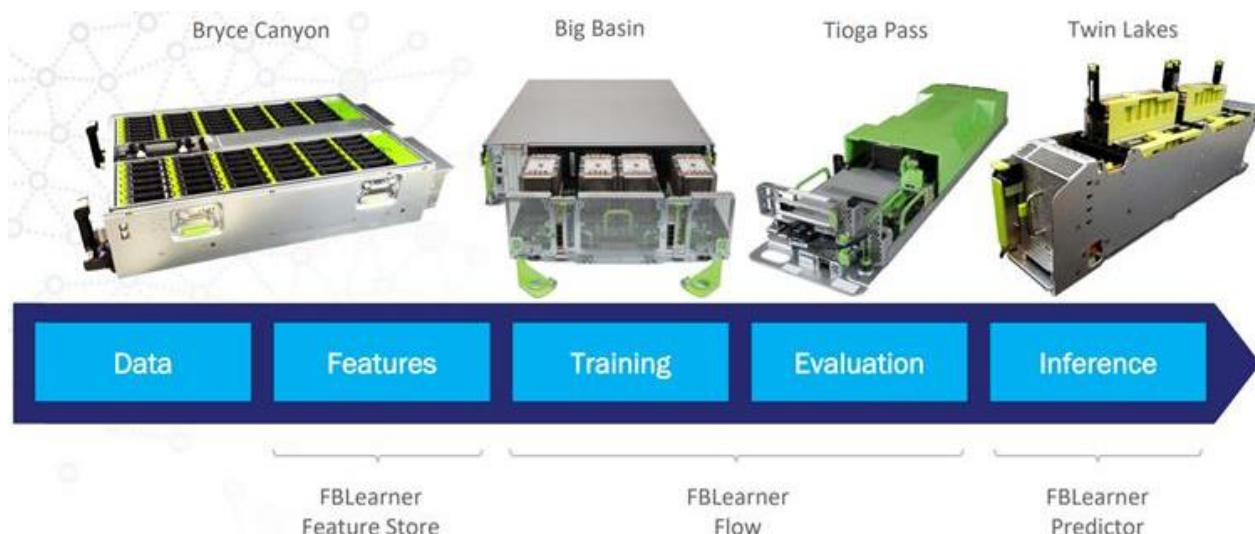 Bryce Canyon
Big Basin
Tioga Pass
Twin Lakes
Data
Features
Training
Evaluation
Inference
FBLearner
Feature Store
FBLearner
Flow
FBLearner
Predictor